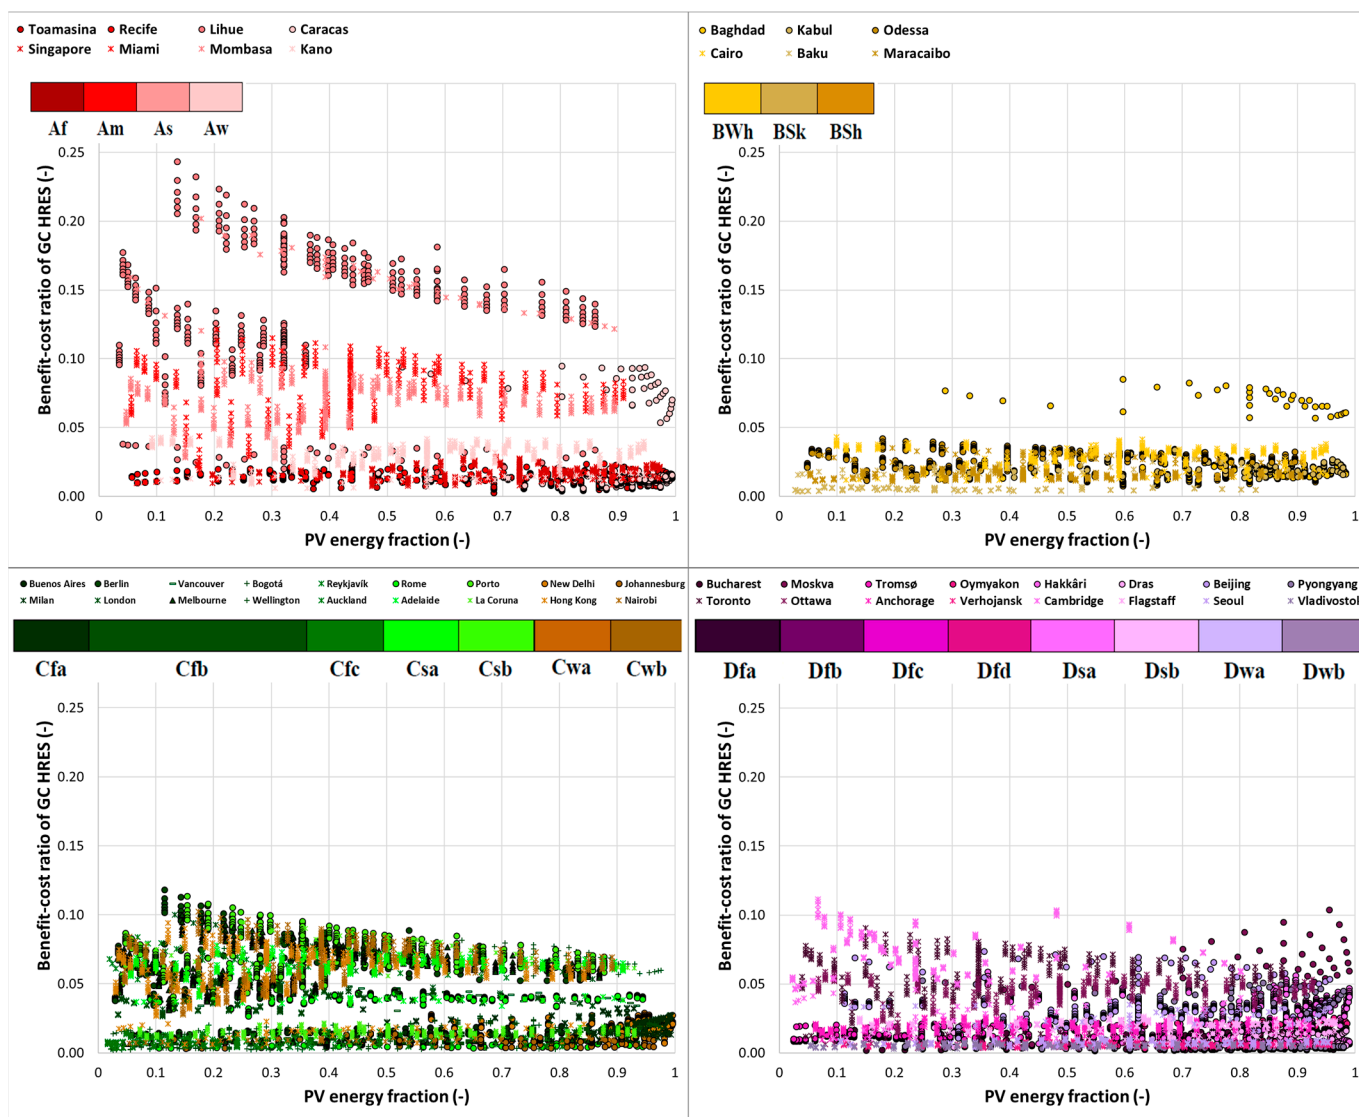 Toamasina Recife Lihue Caracas
Singapore Miami Mombasa Kano
Af Am As Aw
Benefit-cost ratio of GC HRES (-)
0.25
0.20
0.15
0.10
0.05
0.00
0 0.1 0.2 0.3 0.4 0.5 0.6 0.7 0.8 0.9 1
PV energy fraction (-)
Baghdad Kabul Odessa
Cairo Baku Maracaibo
BWh BSk BSh
Benefit-cost ratio of GC HRES (-)
0.25
0.20
0.15
0.10
0.05
0.00
0 0.1 0.2 0.3 0.4 0.5 0.6 0.7 0.8 0.9 1
PV energy fraction (-)
Buenos Aires Berlin Vancouver Bogotá Reykjavík Rome Porto New Delhi Johannesburg
Milan London Melbourne Wellington Auckland Adelaide La Coruna Hong Kong Nairobi
Cfa Cfb Cfc Csa Csb Cwa Cwb
Benefit-cost ratio of GC HRES (-)
0.25
0.20
0.15
0.10
0.05
0.00
0 0.1 0.2 0.3 0.4 0.5 0.6 0.7 0.8 0.9 1
PV energy fraction (-)
Bucharest Moskva Tromsø Oymyakon Hakkâri Dras Beijing Pyongyang
Toronto Ottawa Anchorage Verhojansk Cambridge Flagstaff Seoul Vladivostol
Dfa Dfb Dfc Dfd Dsa Dsb Dwa Dwb
Benefit-cost ratio of GC HRES (-)
0.25
0.20
0.15
0.10
0.05
0.00
0 0.1 0.2 0.3 0.4 0.5 0.6 0.7 0.8 0.9 1
PV energy fraction (-)